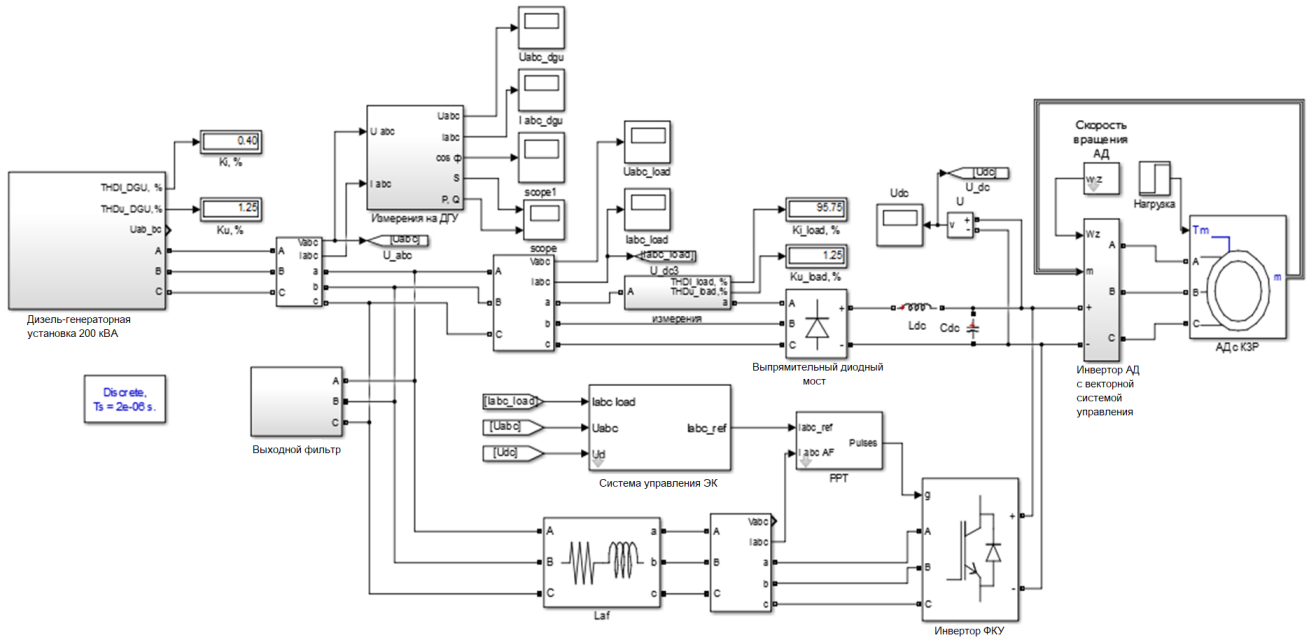 Uabc_dgu
I abc_dgu
scope1
scope
THDI_DGU, %
THDu_DGU,%
Uab_bc
A
B
C
Дизель-генераторная
установка 200 кВА
0.40
Ki, %
1.25
Ku, %
A
B
C
Vabc
Iabc
a
b
c
[Uabc]
U_abc
U abc
I abc
Uabc
Iabc
cos ф
S
P, Q
Измерения на ДГУ
Uabc_load
Iabc_load
[Iabc_load]
U_dc3
A
B
C
Vabc
Iabc
a
b
c
A
THDI_load, %
THDu_load,%
a
измерения
95.75
Ki_load, %
1.25
Ku_load, %
A
B
C
+
-
Выпрямительный диодный
мост
Udc
[Udc]
U_dc
U
v
+
-
Ldc
Cdc
Скорость
вращения
АД
wz
Нагрузка
Wz
m
+
-
A
B
C
Инвертор АД
с векторной
системой
управления
Tm
m
A
B
C
АД с КЗР
Discrete,
Ts = 2e-06 s.
A
B
C
Выходной фильтр
[Iabc_load]
[Uabc]
[Udc]
Iabc load
Uabc
Ud
Iabc_ref
Система управления ЭК
Iabc_ref
I abc AF
Pulses
РРТ
A
B
C
a
b
c
Laf
A
B
C
Vabc
Iabc
a
b
c
g
A
B
C
+
-
Инвертор ФКУ